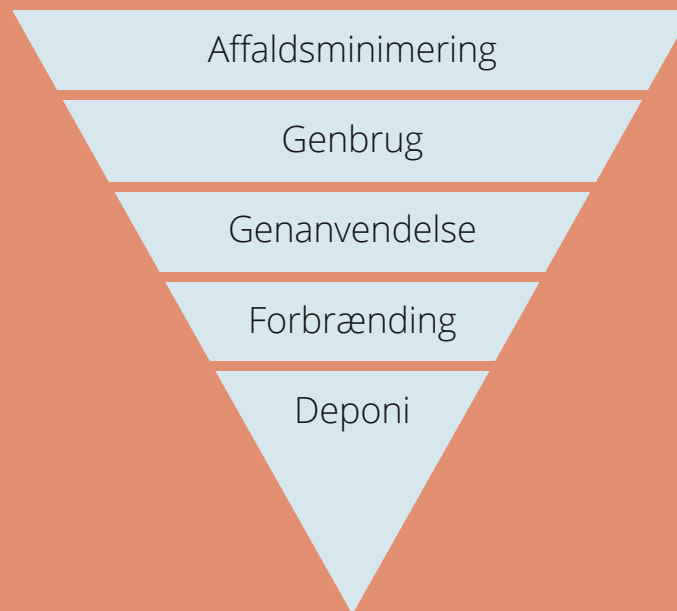 Affaldsminimering
Genbrug
Genanvendelse
Forbrænding
Deponi